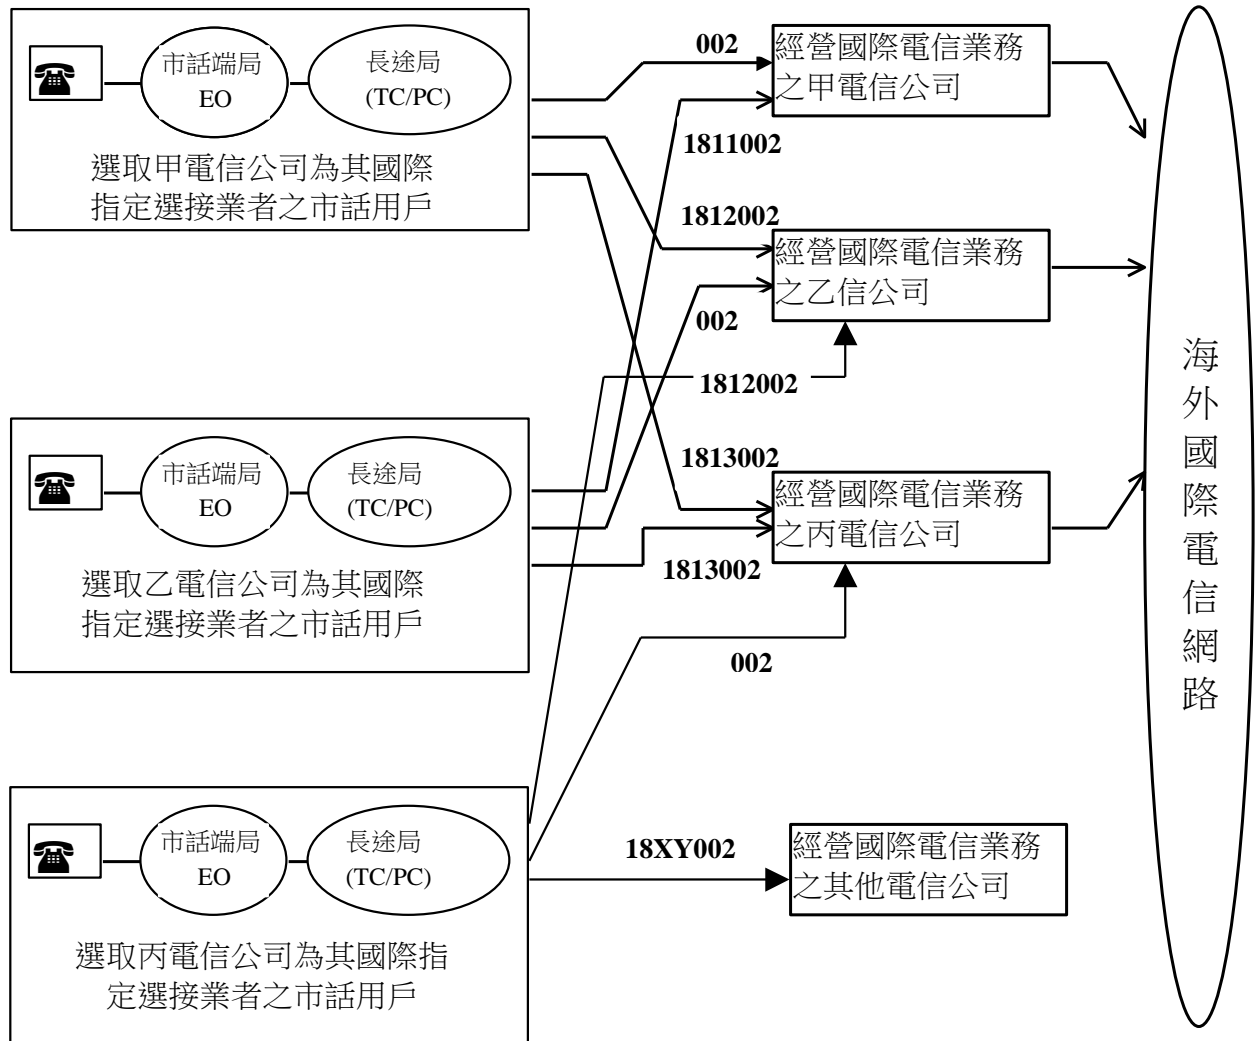 市話端局
EO
長途局
(TC/PC)
選取甲電信公司為其國際
指定選接業者之市話用戶
002
經營國際電信業務
之甲電信公司
1811002
1812002
經營國際電信業務
之乙信公司
002
1812002
市話端局
EO
長途局
(TC/PC)
選取乙電信公司為其國際
指定選接業者之市話用戶
1813002
經營國際電信業務
之丙電信公司
1813002
002
市話端局
EO
長途局
(TC/PC)
選取丙電信公司為其國際指
定選接業者之市話用戶
18XY002
經營國際電信業務
之其他電信公司
海外國際電信網路